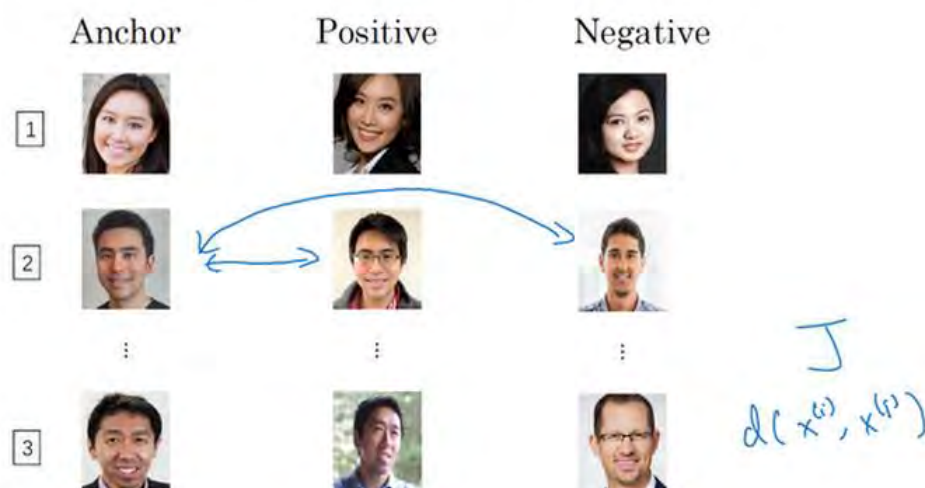 Anchor Positive Negative
1
2
⋮ ⋮ ⋮
J
d(x⁽ⁱ⁾, x⁽ʲ⁾)
3